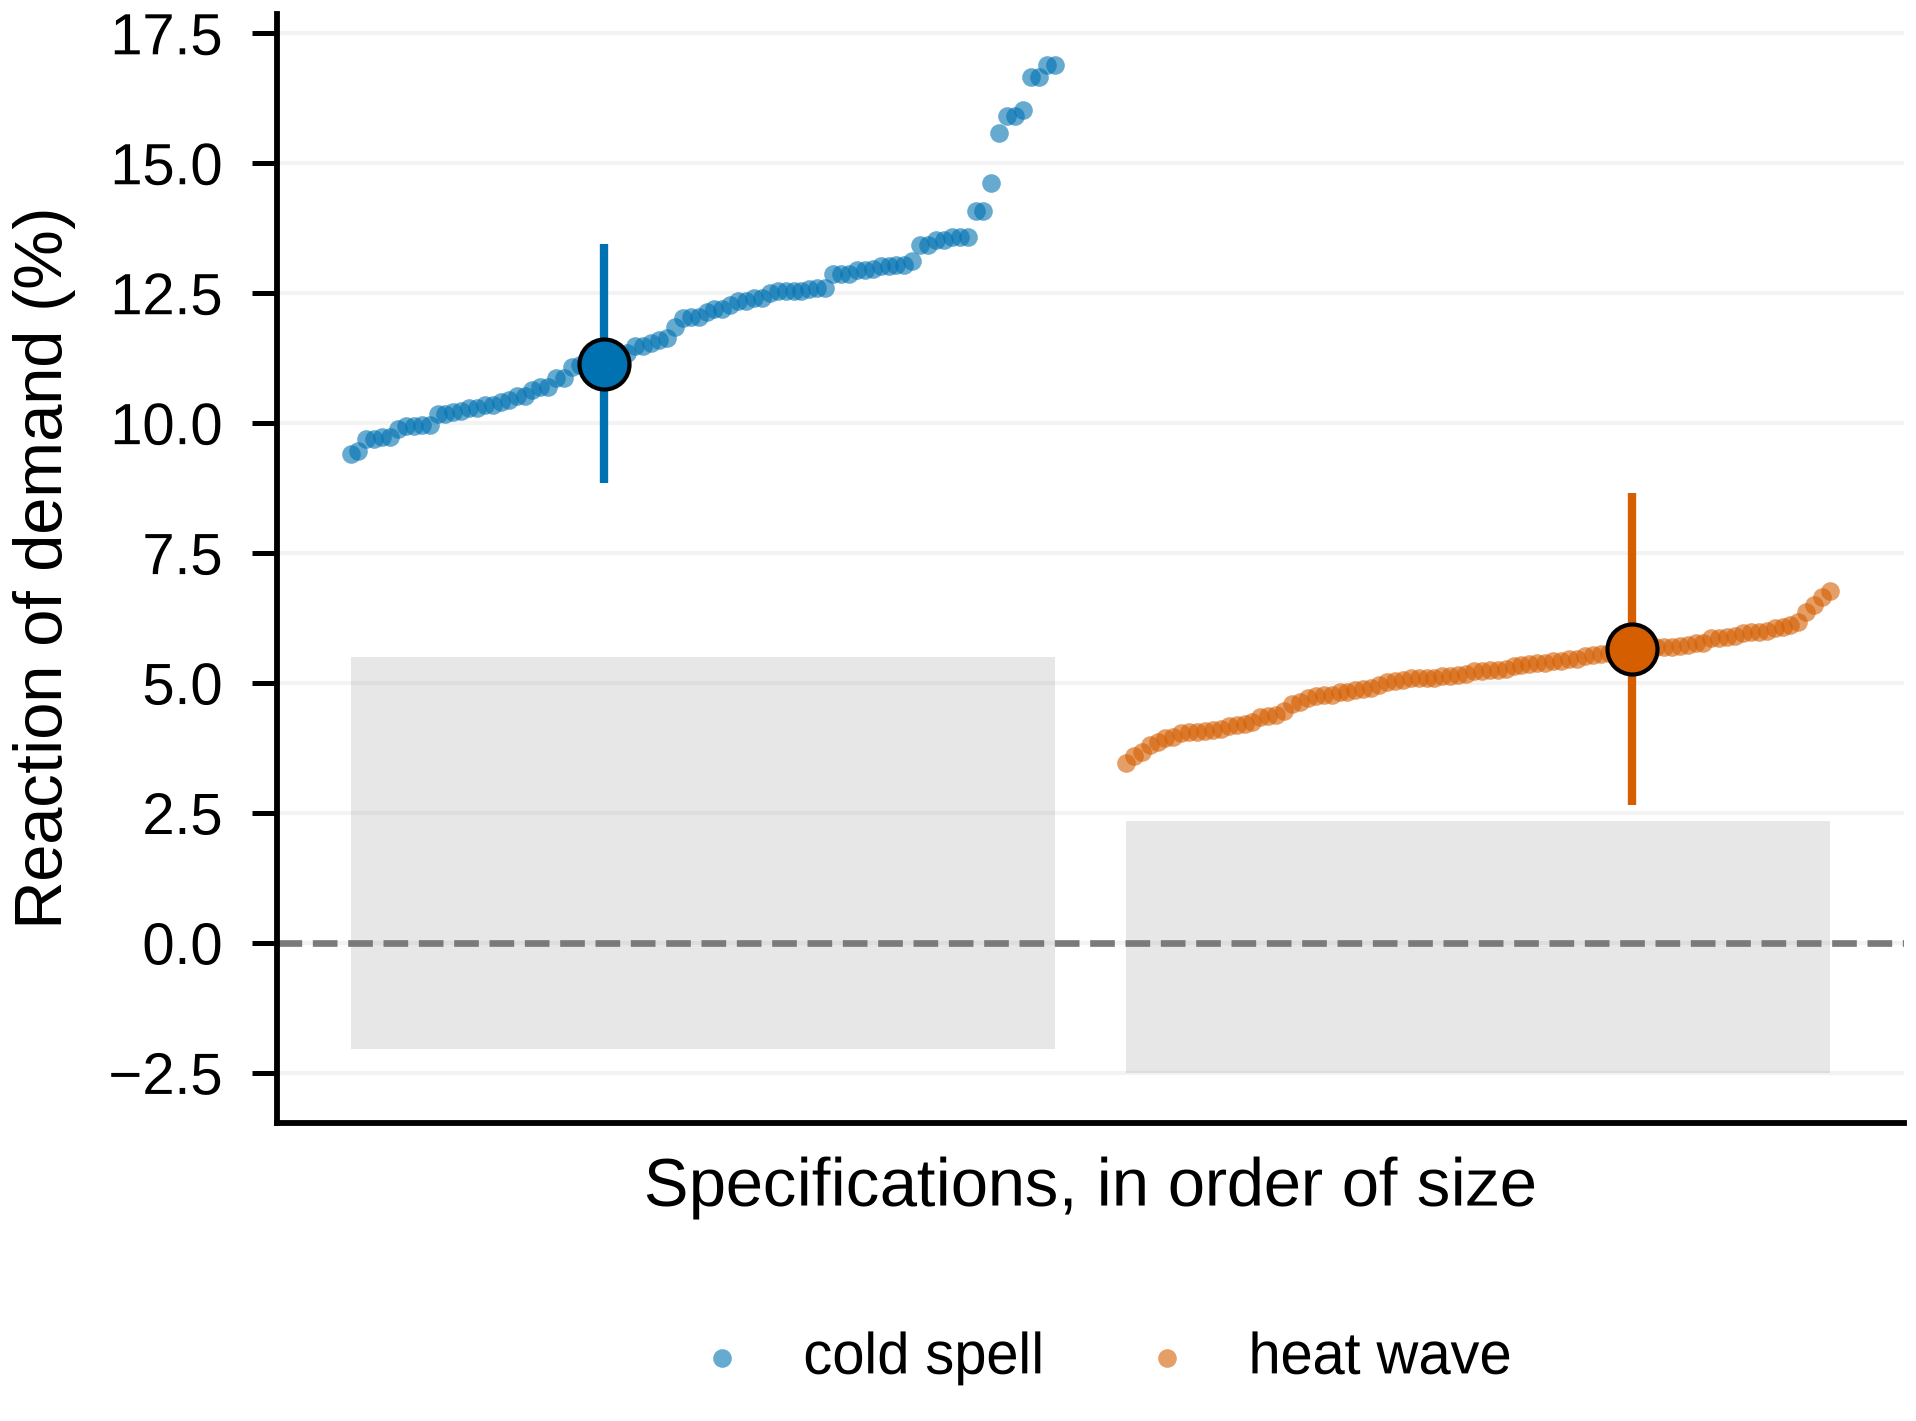 Reaction of demand (%)
17.5
15.0
12.5
10.0
7.5
5.0
2.5
0.0
−2.5
Specifications, in order of size
cold spell
heat wave